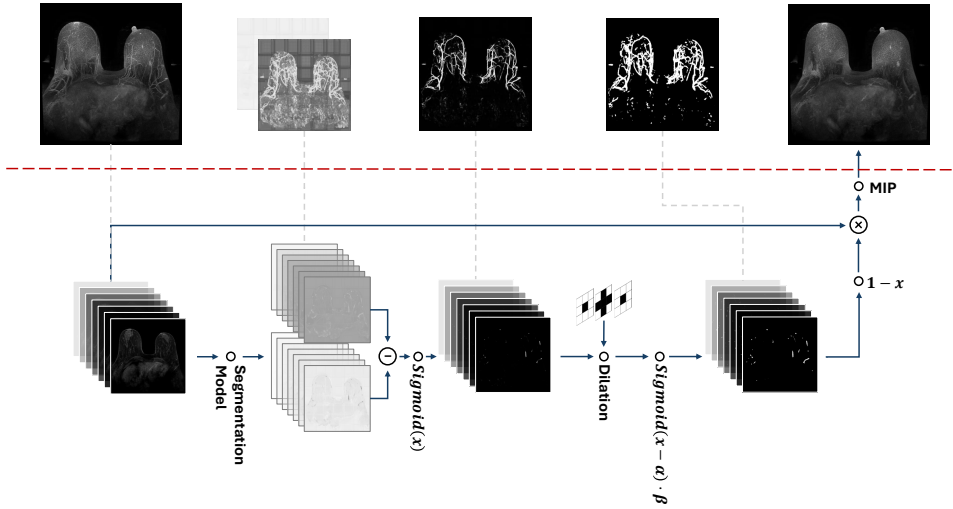 MIP
×
1 − x
−
Segmentation
Model
Sigmoid(x)
Dilation
Sigmoid(x − α) · β